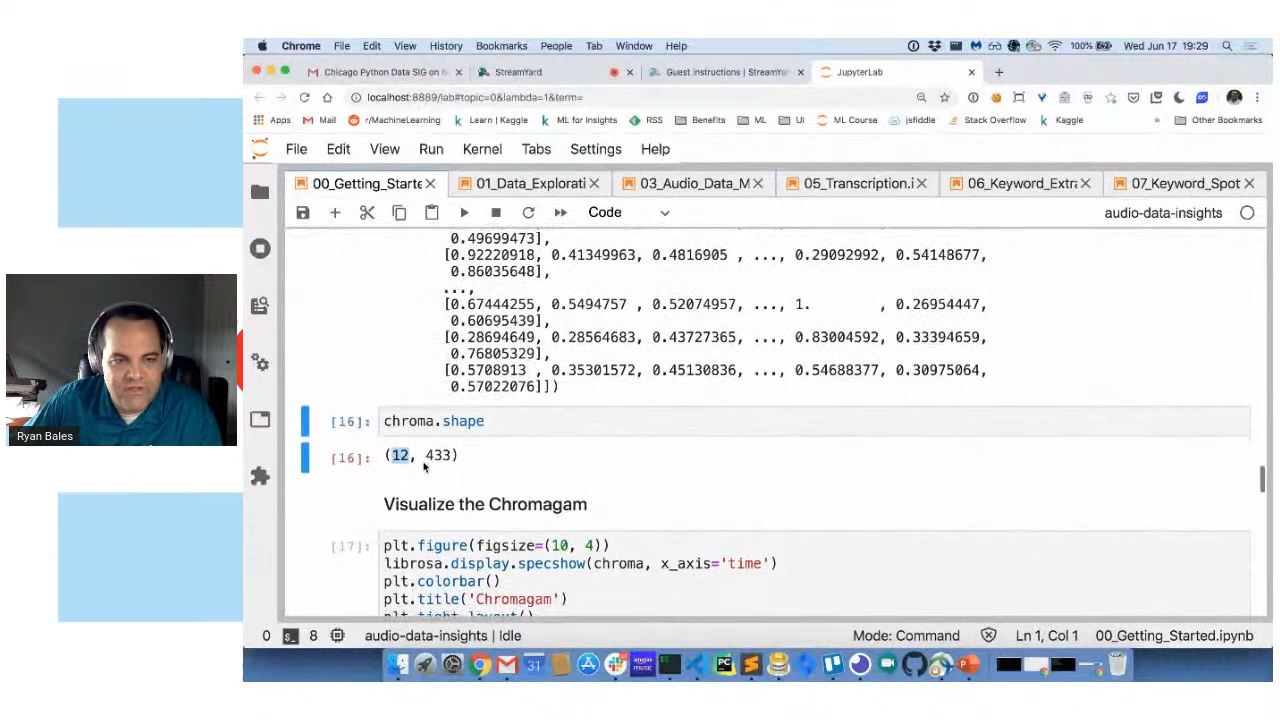 Chrome File Edit View History Bookmarks People Tab Window Help 100% Wed Jun 17 19:29
Chicago Python Data SIG on × StreamYard × Guest Instructions | StreamYar × JupyterLab × +
localhost:8889/lab#topic=0&lambda=1&term=
Apps Mail r/MachineLearning Learn | Kaggle ML for Insights RSS Benefits ML UI ML Course jsfiddle Stack Overflow Kaggle » Other Bookmarks
File Edit View Run Kernel Tabs Settings Help
00_Getting_Starte × 01_Data_Explorati × 03_Audio_Data_M × 05_Transcription.i × 06_Keyword_Extra × 07_Keyword_Spot ×
Code audio-data-insights
0.49699473],
[0.92220918, 0.41349963, 0.4816905 , ..., 0.29092992, 0.54148677,
0.86035648],
...,
[0.67444255, 0.5494757 , 0.52074957, ..., 1. , 0.26954447,
0.60695439],
[0.28694649, 0.28564683, 0.43727365, ..., 0.83004592, 0.33394659,
0.76805329],
[0.5708913 , 0.35301572, 0.45130836, ..., 0.54688377, 0.30975064,
0.57022076]])
[16]: chroma.shape
[16]: (12, 433)
Visualize the Chromagam
[17]: plt.figure(figsize=(10, 4))
librosa.display.specshow(chroma, x_axis='time')
plt.colorbar()
plt.title('Chromagam')
plt.tight_layout()
0 8 audio-data-insights | Idle Mode: Command Ln 1, Col 1 00_Getting_Started.ipynb
Ryan Bales
31
amazon music
PC